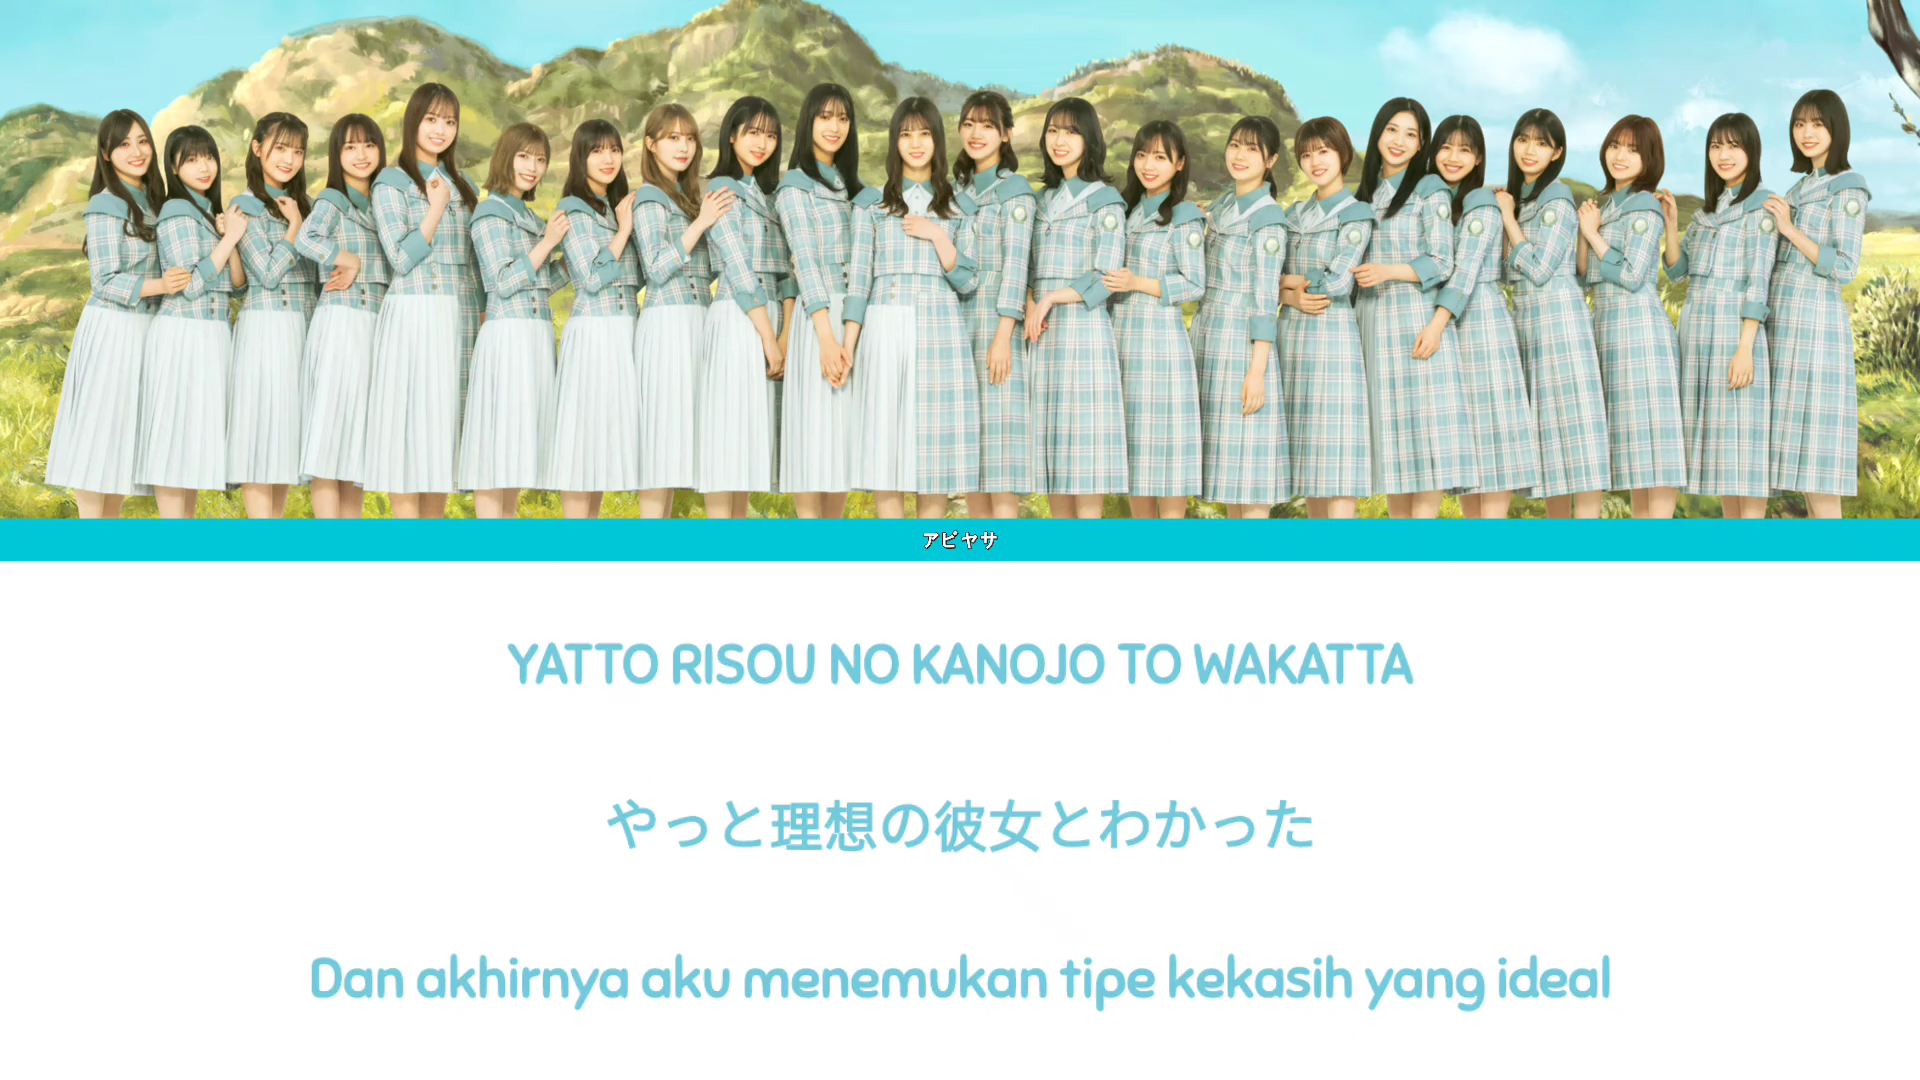 アビヤサ
YATTO RISOU NO KANOJO TO WAKATTA
やっと理想の彼女とわかった
Dan akhirnya aku menemukan tipe kekasih yang ideal